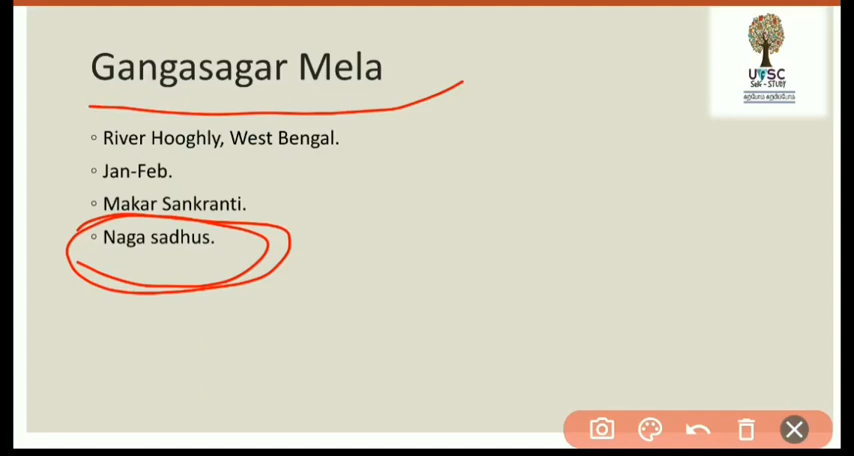 Gangasagar Mela
River Hooghly, West Bengal.
Jan-Feb.
Makar Sankranti.
Naga sadhus.
UPSC
Self - STUDY